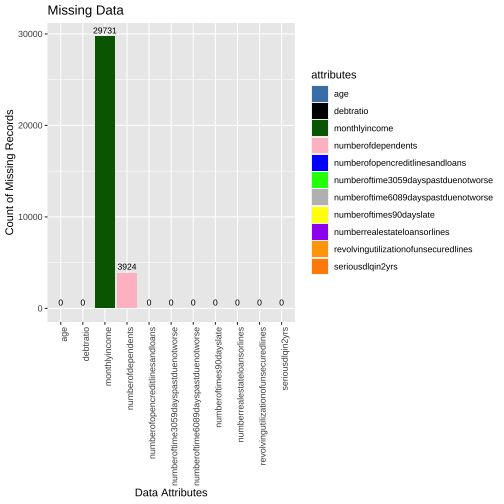 Missing Data
Count of Missing Records
30000
20000
10000
0
0
0
29731
3924
0
0
0
0
0
0
0
age
debtratio
monthlyincome
numberofdependents
numberofopencreditlinesandloans
numberoftime3059dayspastduenotworse
numberoftime6089dayspastduenotworse
numberoftimes90dayslate
numberrealestateloansorlines
revolvingutilizationofunsecuredlines
seriousdlqin2yrs
Data Attributes
attributes
age
debtratio
monthlyincome
numberofdependents
numberofopencreditlinesandloans
numberoftime3059dayspastduenotworse
numberoftime6089dayspastduenotworse
numberoftimes90dayslate
numberrealestateloansorlines
revolvingutilizationofunsecuredlines
seriousdlqin2yrs